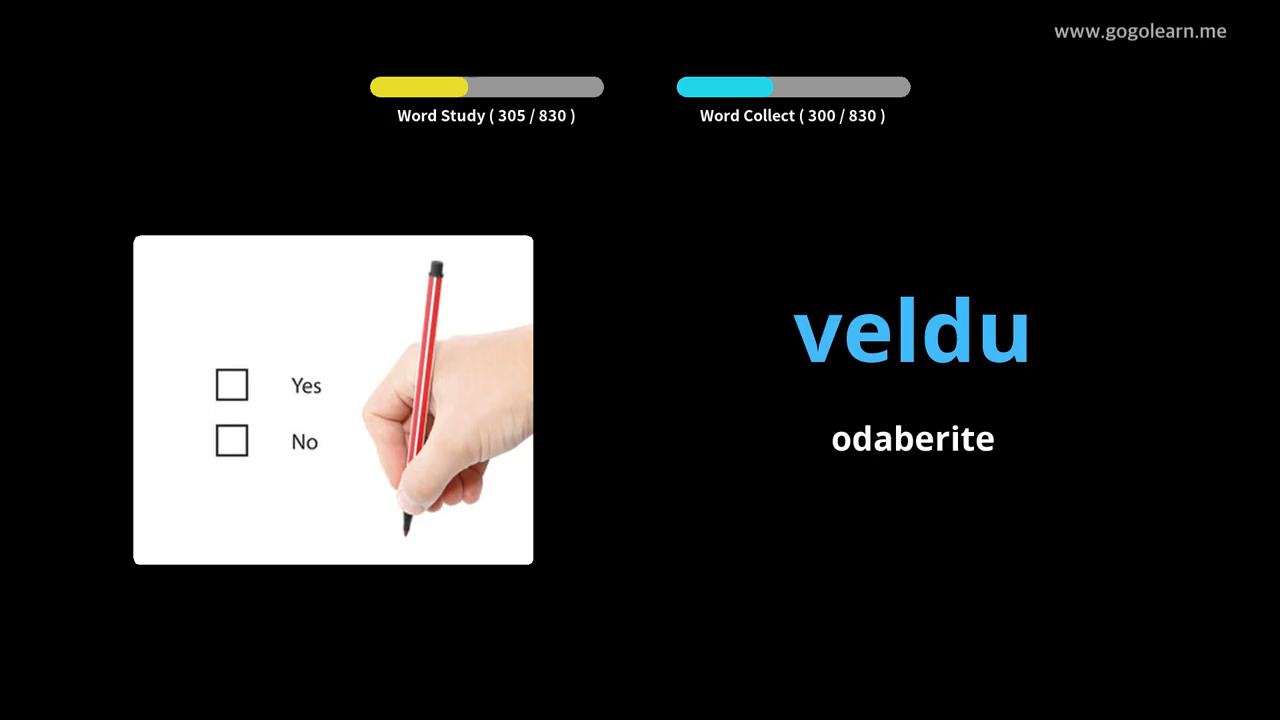 www.gogolearn.me
Word Study ( 305 / 830 )
Word Collect ( 300 / 830 )
Yes
No
veldu
odaberite